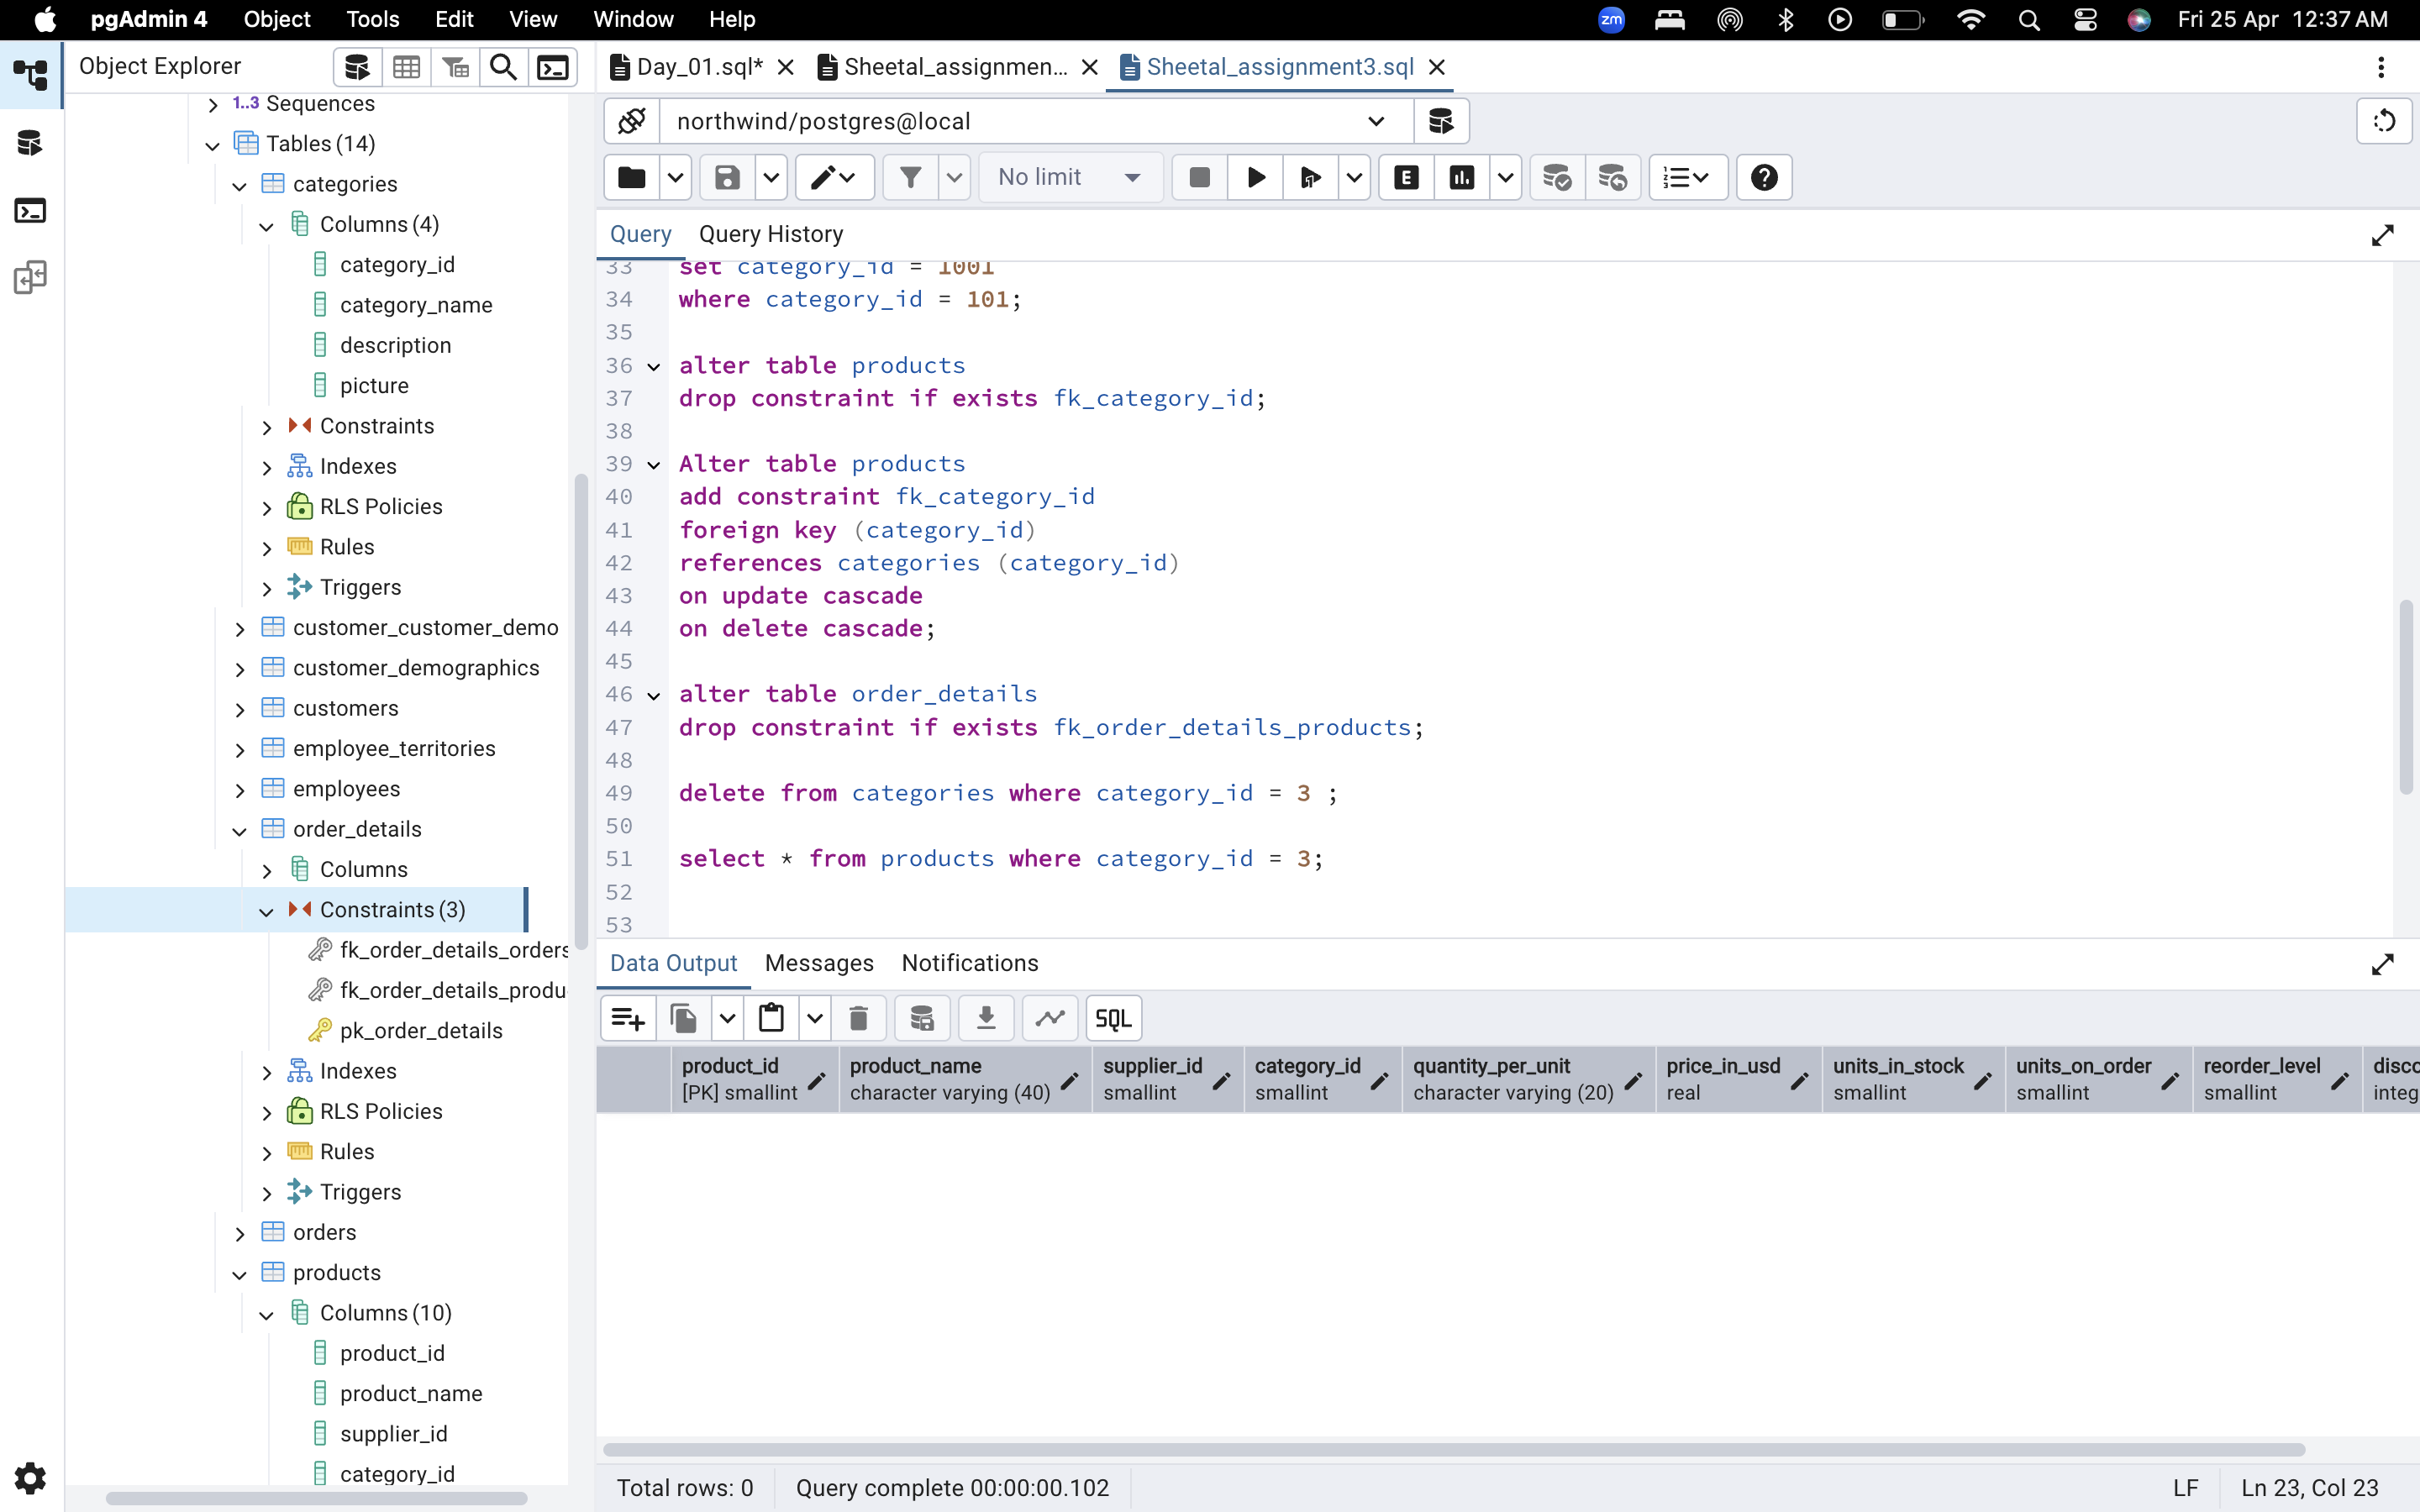 pgAdmin 4 Object Tools Edit View Window Help zm Fri 25 Apr 12:37 AM
Object Explorer
Day_01.sql* Sheetal_assignmen... Sheetal_assignment3.sql
1..3 Sequences
Tables (14)
categories
Columns (4)
category_id
category_name
description
picture
Constraints
Indexes
RLS Policies
Rules
Triggers
customer_customer_demo
customer_demographics
customers
employee_territories
employees
order_details
Columns
Constraints (3)
fk_order_details_orders
fk_order_details_produ
pk_order_details
Indexes
RLS Policies
Rules
Triggers
orders
products
Columns (10)
product_id
product_name
supplier_id
category_id
northwind/postgres@local
No limit E
Query Query History
33 set category_id = 1001
34 where category_id = 101;
35
36 alter table products
37 drop constraint if exists fk_category_id;
38
39 Alter table products
40 add constraint fk_category_id
41 foreign key (category_id)
42 references categories (category_id)
43 on update cascade
44 on delete cascade;
45
46 alter table order_details
47 drop constraint if exists fk_order_details_products;
48
49 delete from categories where category_id = 3 ;
50
51 select * from products where category_id = 3;
52
53
Data Output Messages Notifications
SQL
product_id product_name supplier_id category_id quantity_per_unit price_in_usd units_in_stock units_on_order reorder_level disco
[PK] smallint character varying (40) smallint smallint character varying (20) real smallint smallint smallint integ
Total rows: 0 Query complete 00:00:00.102 LF Ln 23, Col 23